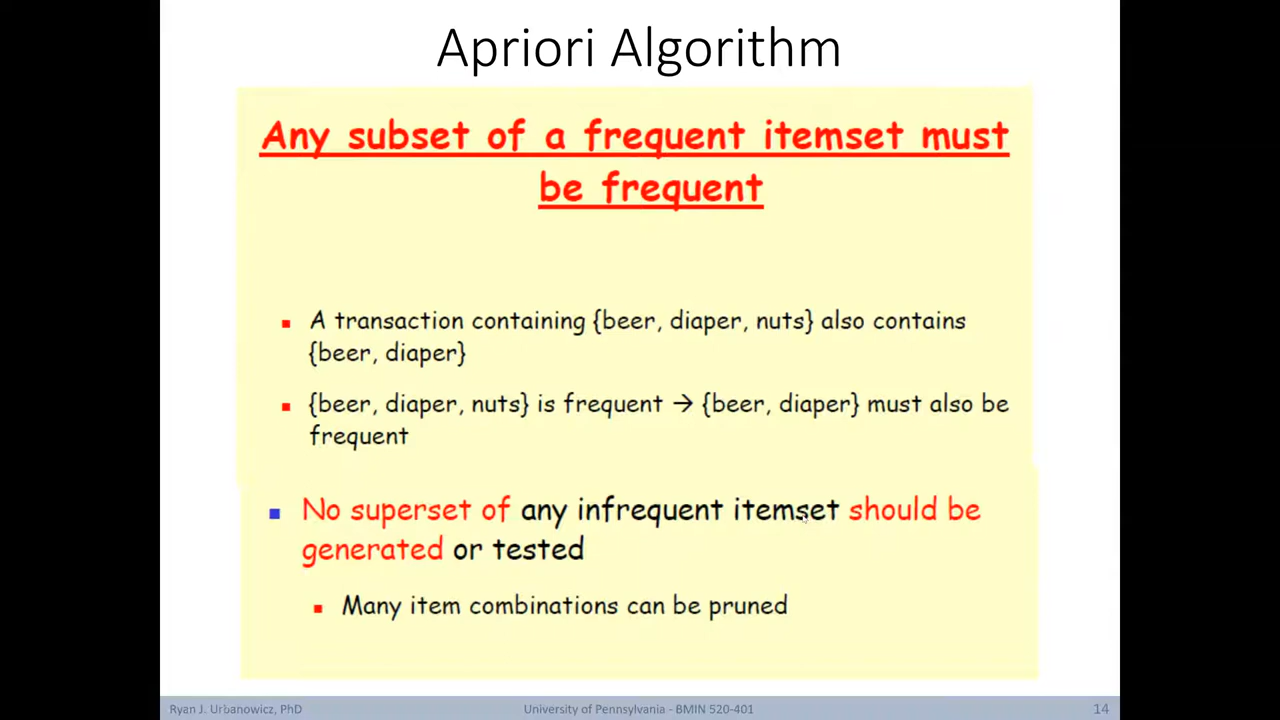 Apriori Algorithm
Any subset of a frequent itemset must
be frequent
A transaction containing {beer, diaper, nuts} also contains
{beer, diaper}
{beer, diaper, nuts} is frequent → {beer, diaper} must also be
frequent
No superset of any infrequent itemset should be
generated or tested
Many item combinations can be pruned
Ryan J. Urbanowicz, PhD
University of Pennsylvania - BMIN 520-401
14